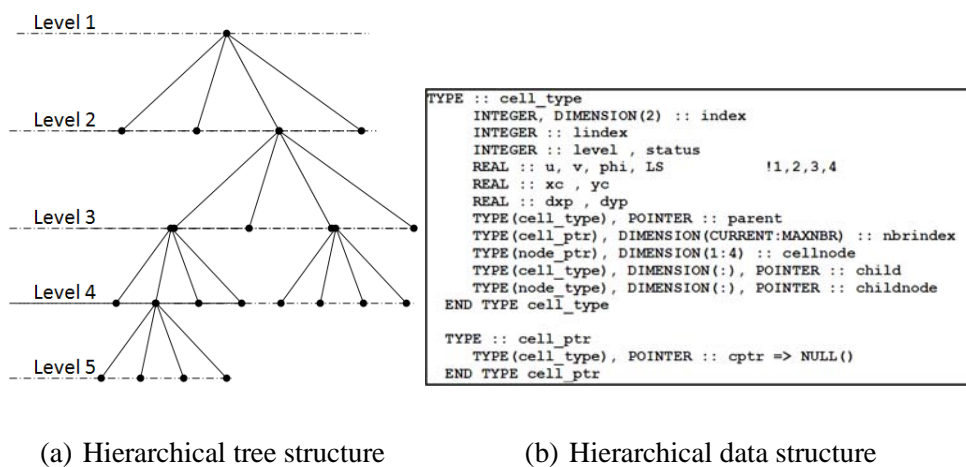 Level 1
Level 2
Level 3
Level 4
Level 5
TYPE :: cell_type
INTEGER, DIMENSION(2) :: index
INTEGER :: lindex
INTEGER :: level , status
REAL :: u, v, phi, LS !1,2,3,4
REAL :: xc , yc
REAL :: dxp , dyp
TYPE(cell_type), POINTER :: parent
TYPE(cell_ptr), DIMENSION(CURRENT:MAXNBR) :: nbrindex
TYPE(node_ptr), DIMENSION(1:4) :: cellnode
TYPE(cell_type), DIMENSION(:), POINTER :: child
TYPE(node_type), DIMENSION(:), POINTER :: childnode
END TYPE cell_type
TYPE :: cell_ptr
TYPE(cell_type), POINTER :: cptr => NULL()
END TYPE cell_ptr
(a) Hierarchical tree structure
(b) Hierarchical data structure